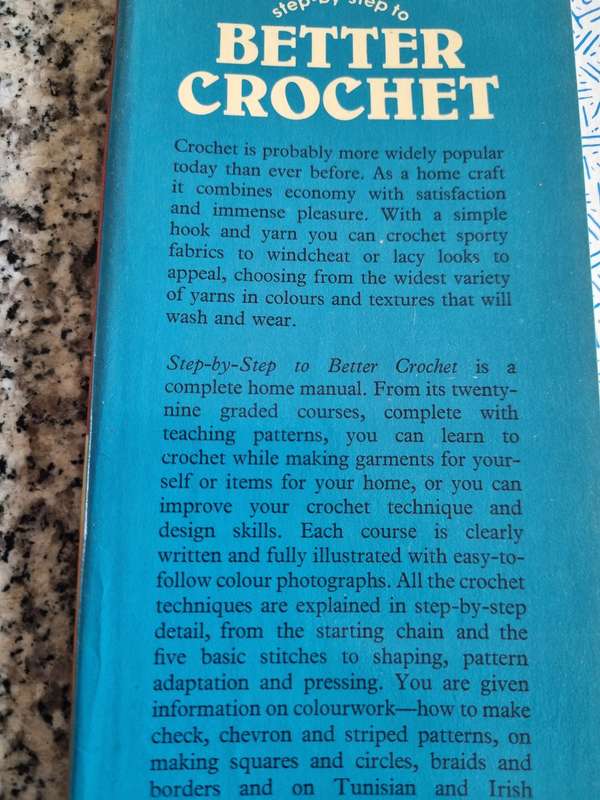 step-by-step to
BETTER
CROCHET
Crochet is probably more widely popular
today than ever before. As a home craft
it combines economy with satisfaction
and immense pleasure. With a simple
hook and yarn you can crochet sporty
fabrics to windcheat or lacy looks to
appeal, choosing from the widest variety
of yarns in colours and textures that will
wash and wear.
Step-by-Step to Better Crochet is a
complete home manual. From its twenty-
nine graded courses, complete with
teaching patterns, you can learn to
crochet while making garments for your-
self or items for your home, or you can
improve your crochet technique and
design skills. Each course is clearly
written and fully illustrated with easy-to-
follow colour photographs. All the crochet
techniques are explained in step-by-step
detail, from the starting chain and the
five basic stitches to shaping, pattern
adaptation and pressing. You are given
information on colourwork—how to make
check, chevron and striped patterns, on
making squares and circles, braids and
borders and on Tunisian and Irish